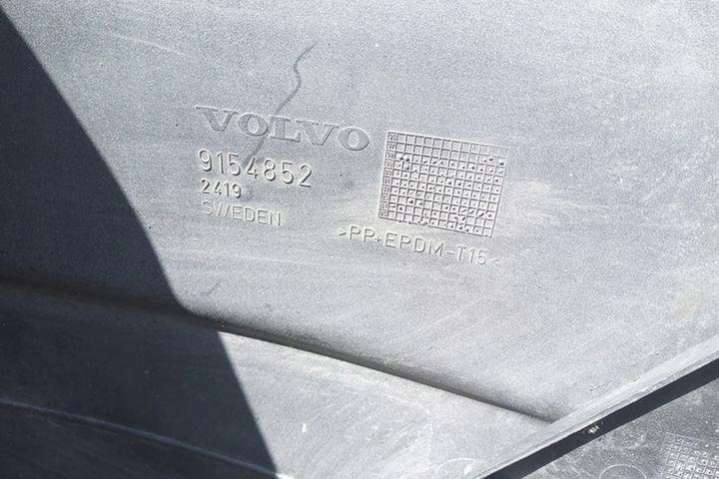 VOLVO
9154852
2419
SWEDEN
>PP+EPDM-T15<